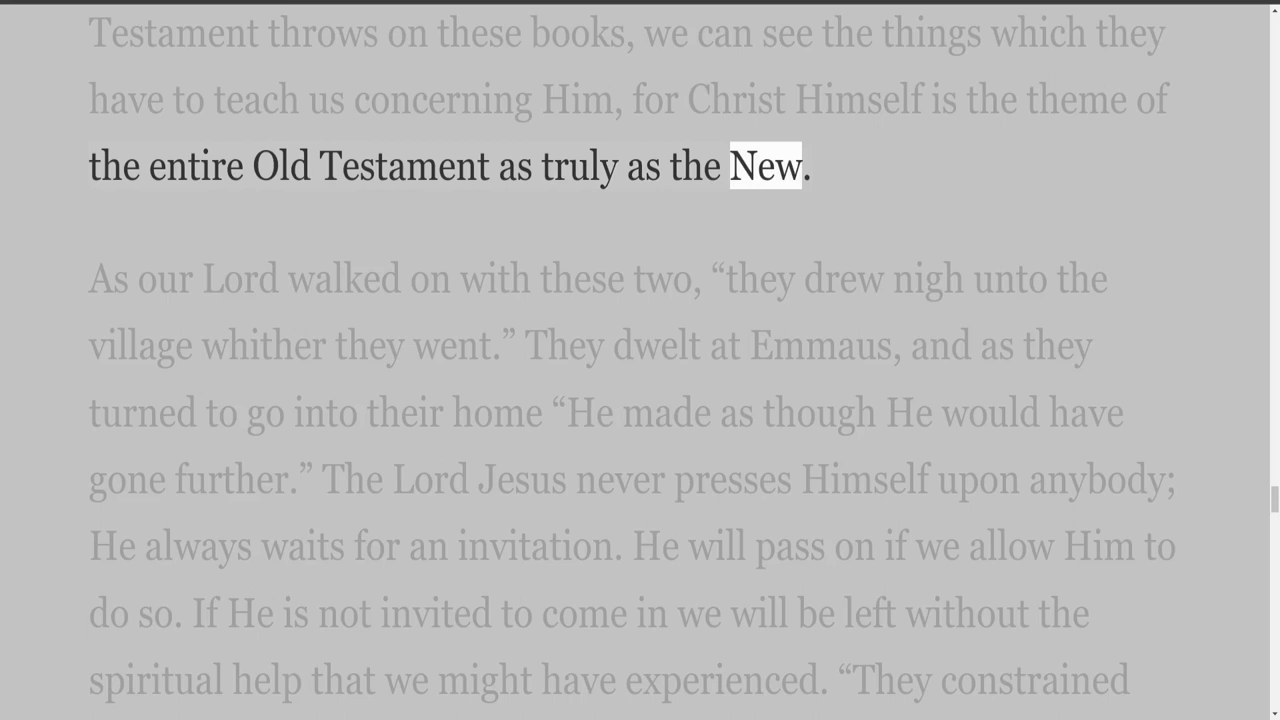 Testament throws on these books, we can see the things which they
have to teach us concerning Him, for Christ Himself is the theme of
the entire Old Testament as truly as the New.
As our Lord walked on with these two, “they drew nigh unto the
village whither they went.” They dwelt at Emmaus, and as they
turned to go into their home “He made as though He would have
gone further.” The Lord Jesus never presses Himself upon anybody;
He always waits for an invitation. He will pass on if we allow Him to
do so. If He is not invited to come in we will be left without the
spiritual help that we might have experienced. “They constrained